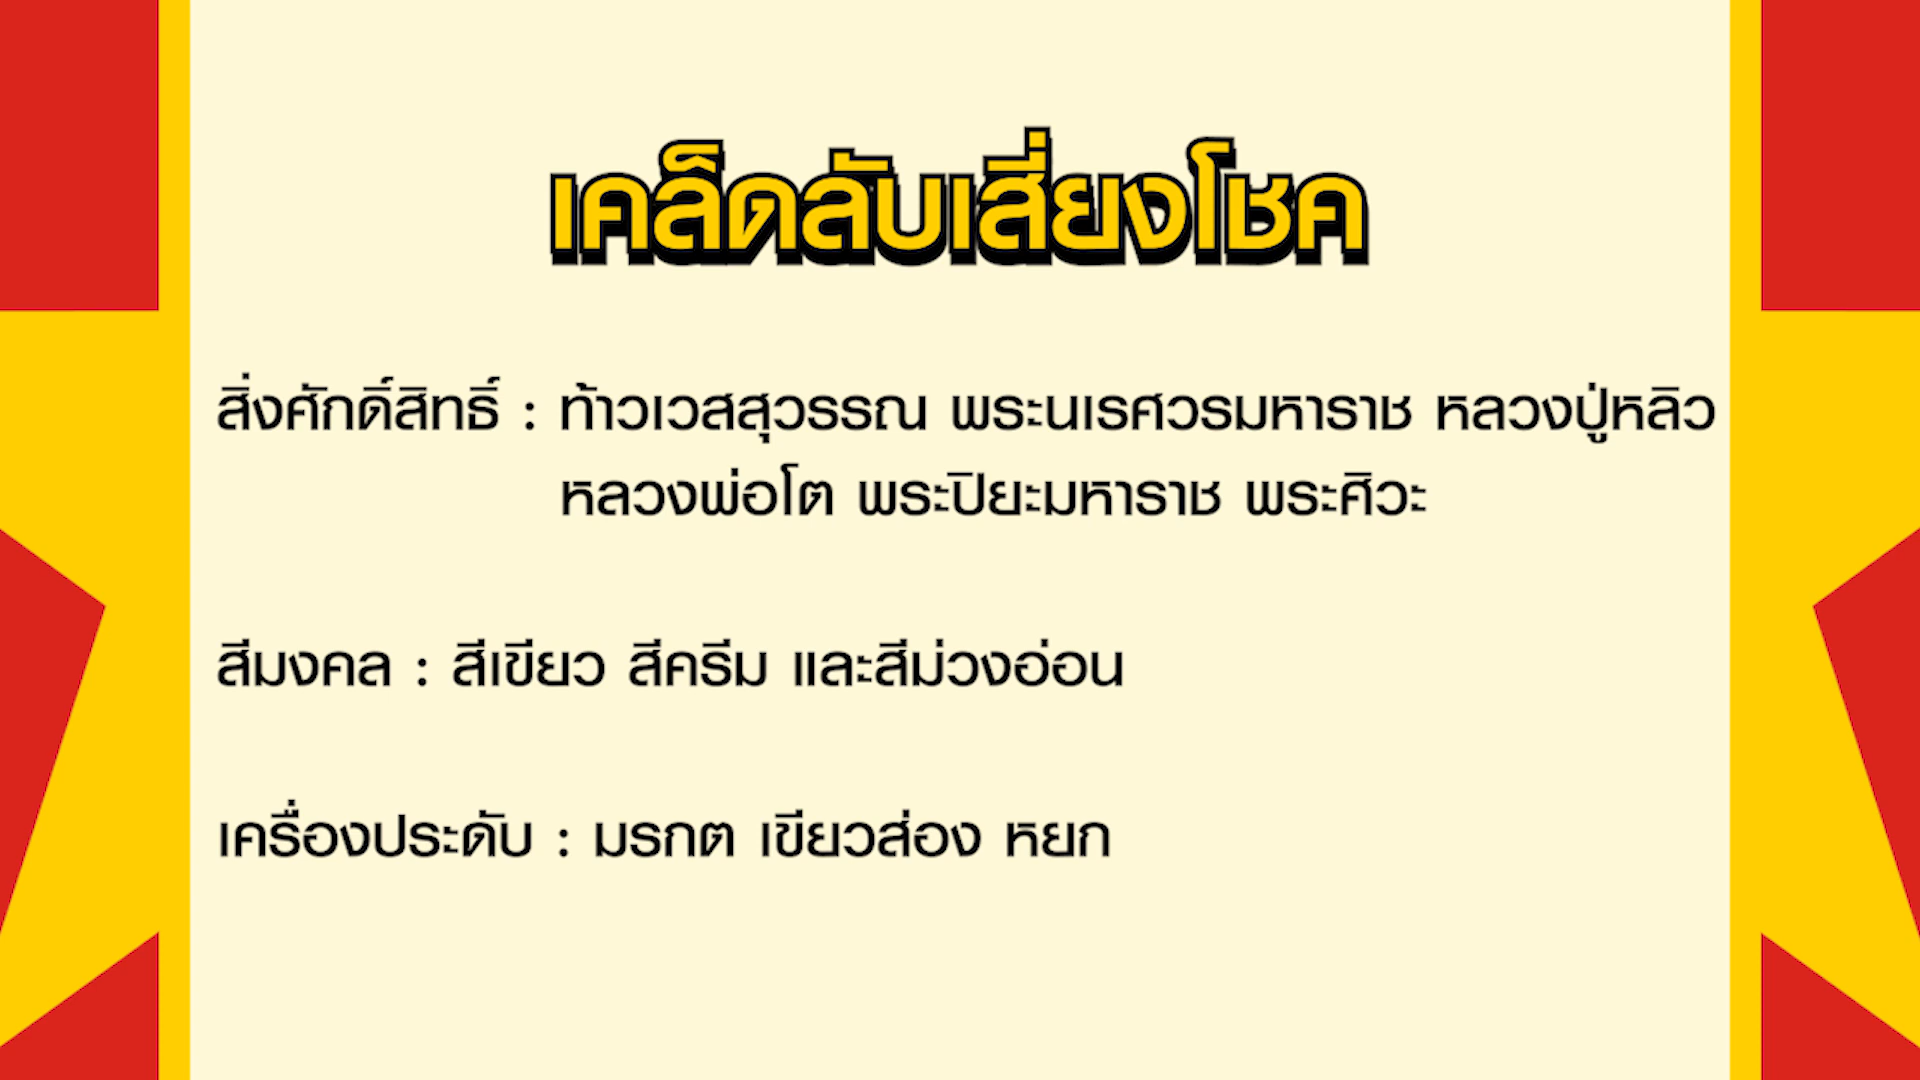 เคล็ดลับเสี่ยงโชค
สิ่งศักดิ์สิทธิ์ : ท้าวเวสสุวรรณ พระนเรศวรมหาราช หลวงปู่หลิว
หลวงพ่อโต พระปิยะมหาราช พระศิวะ
สีมงคล : สีเขียว สีครีม และสีม่วงอ่อน
เครื่องประดับ : มรกต เขียวส่อง หยก